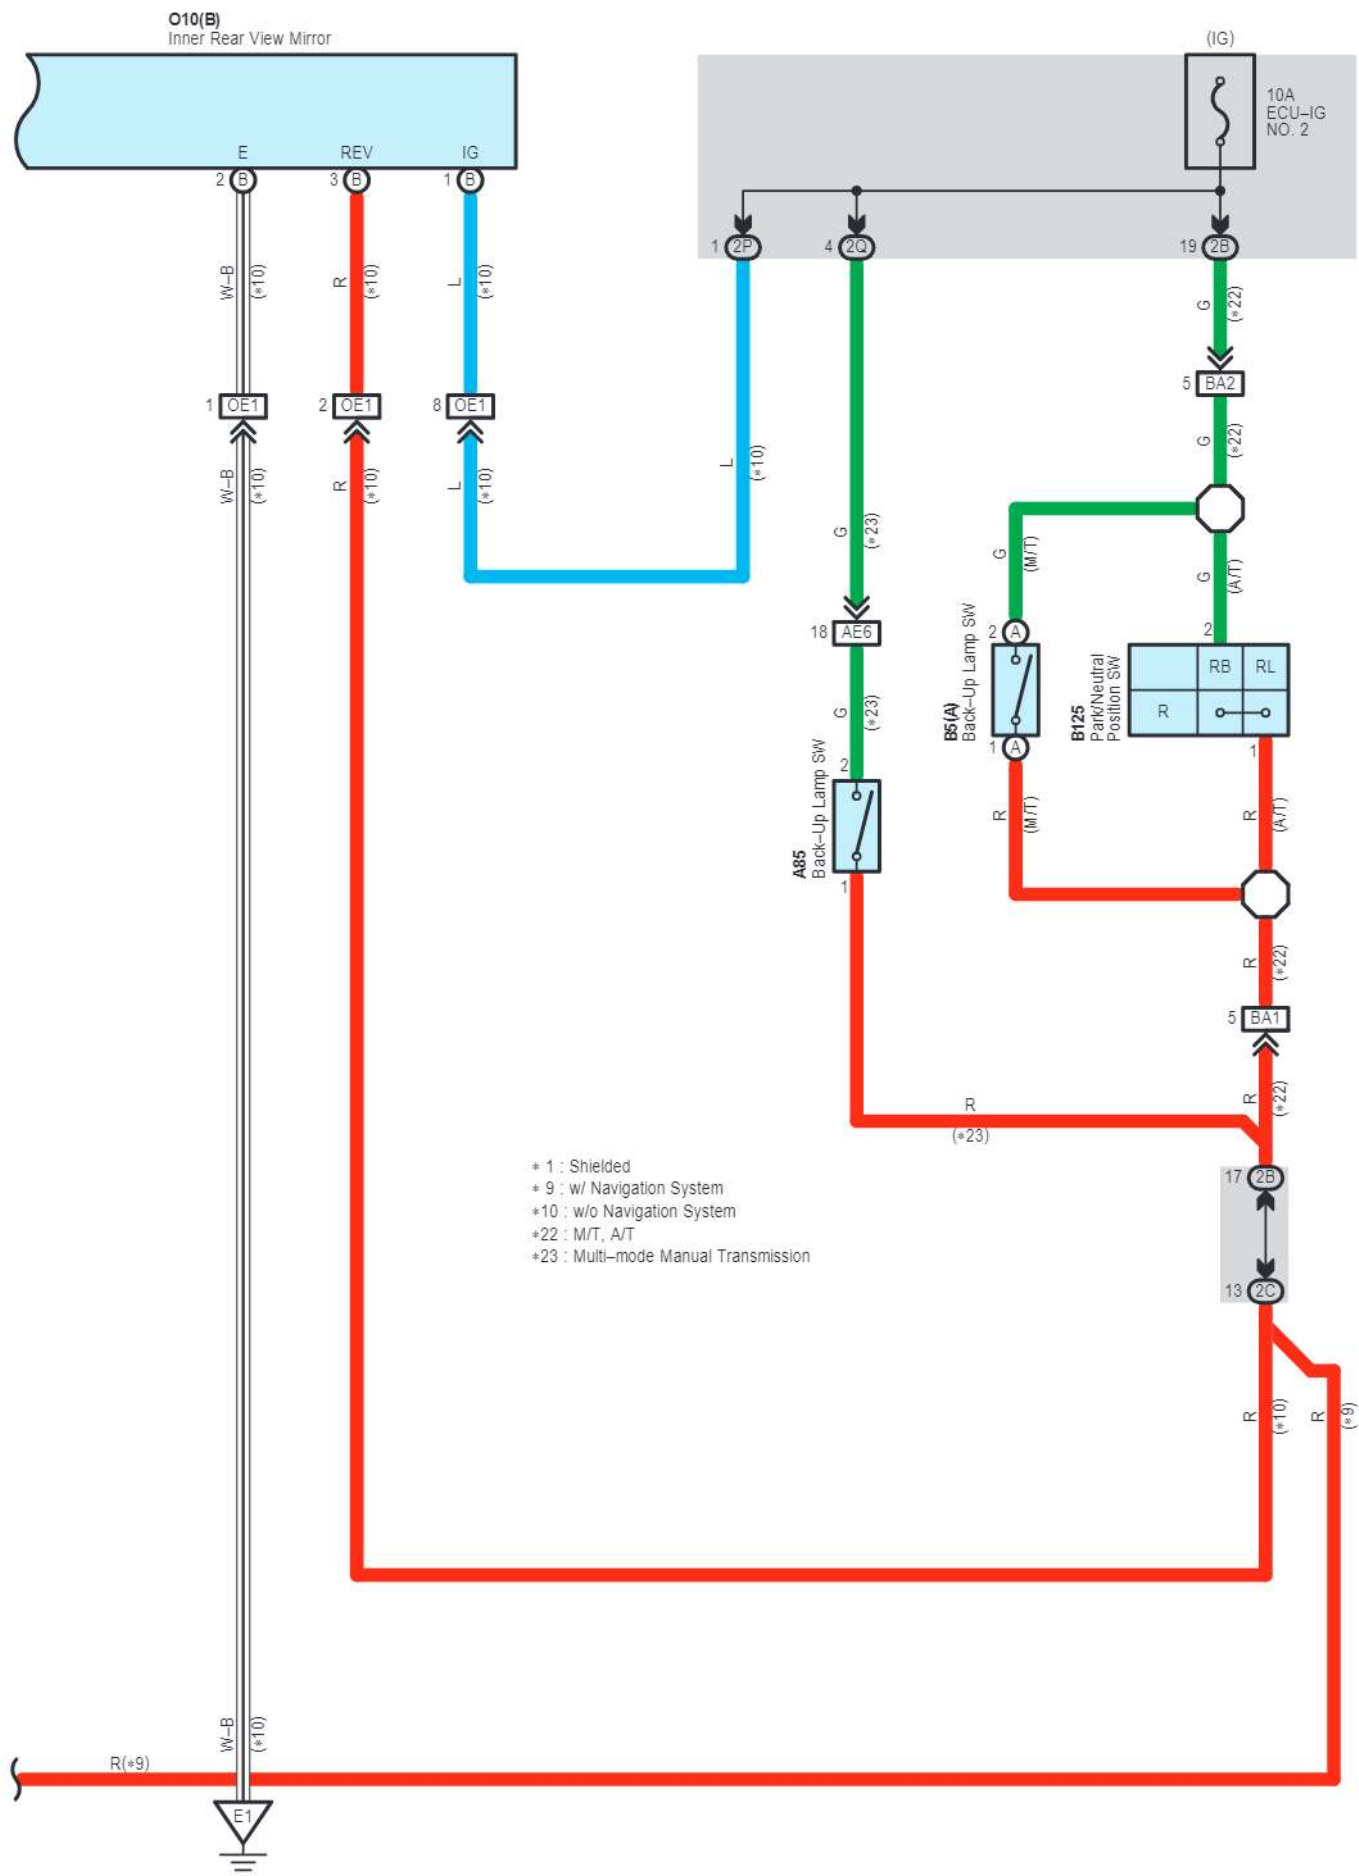 O10(B)
Inner Rear View Mirror
E
REV
IG
2 B
3 B
1 B
(IG)
10A
ECU–IG
NO. 2
1 2P
4 2Q
19 2B
W–B
(∗10)
R
(∗10)
L
(∗10)
G
(∗22)
1 OE1
2 OE1
8 OE1
5 BA2
W–B
(∗10)
R
(∗10)
L
(∗10)
L
(∗10)
G
(∗22)
G
(∗23)
G
(M/T)
G
(A/T)
18 AE6
2 A
2
B5(A)
Back–Up Lamp SW
1 A
B125
Park/Neutral
Position SW
RB
RL
R
1
G
(∗23)
2
A85
Back–Up Lamp SW
1
R
(M/T)
R
(A/T)
R
(∗22)
5 BA1
R
(∗22)
R
(∗23)
∗ 1 : Shielded
∗ 9 : w/ Navigation System
∗10 : w/o Navigation System
∗22 : M/T, A/T
∗23 : Multi–mode Manual Transmission
17 2B
13 2C
R
(∗10)
R
(∗9)
W–B
(∗10)
R(∗9)
E1